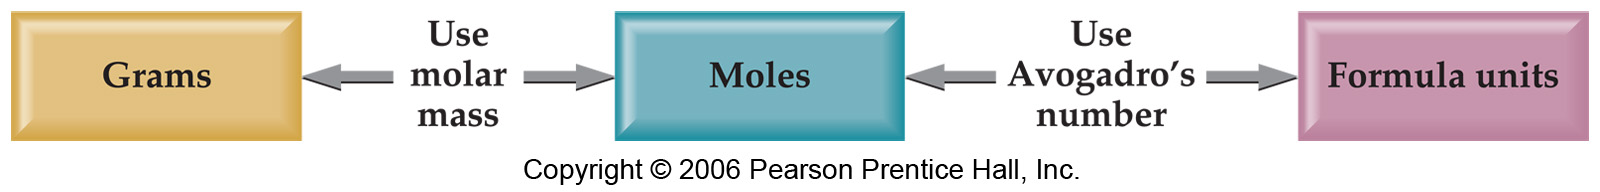 Grams
Use
molar
mass
Moles
Use
Avogadro's
number
Formula units
Copyright © 2006 Pearson Prentice Hall, Inc.